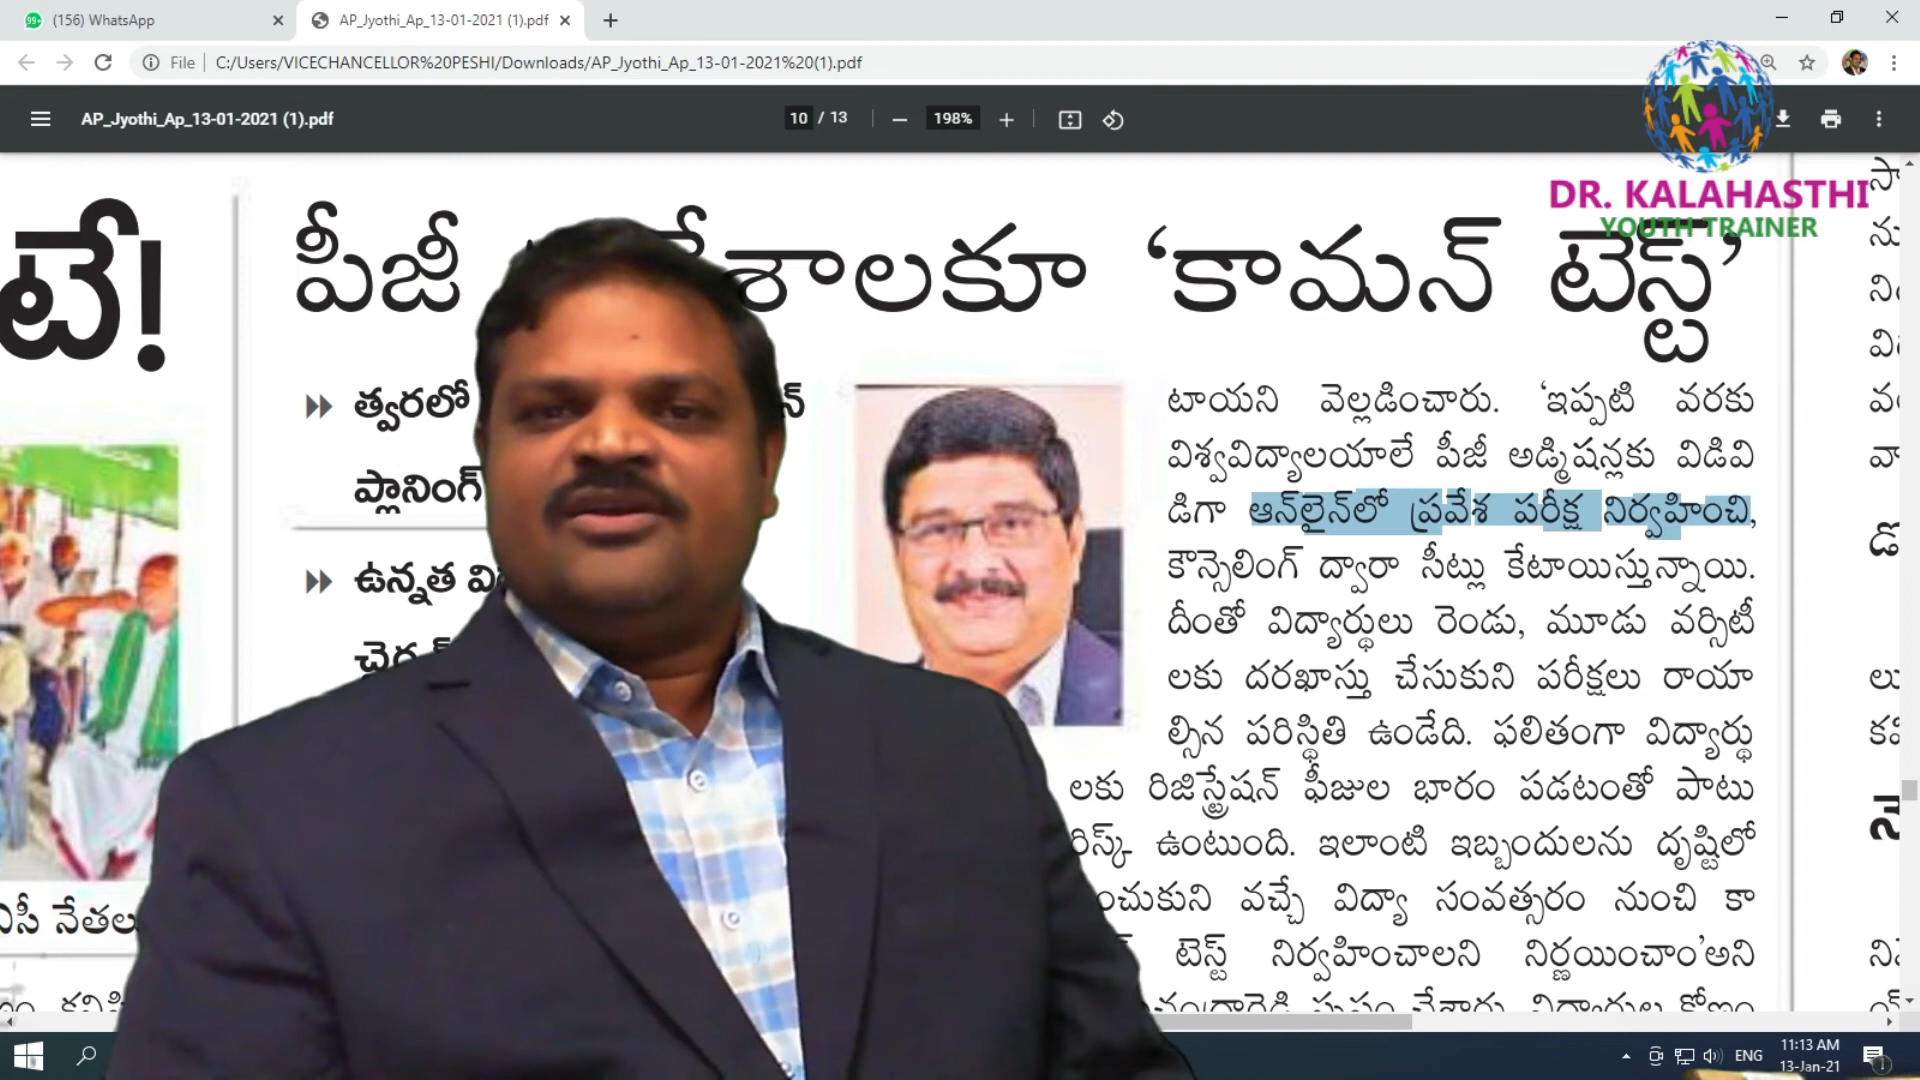 (156) WhatsApp
AP_Jyothi_Ap_13-01-2021 (1).pdf
File
C:/Users/VICECHANCELLOR%20PESHI/Downloads/AP_Jyothi_Ap_13-01-2021%20(1).pdf
AP_Jyothi_Ap_13-01-2021 (1).pdf
10 / 13
198%
DR. KALAHASTHI
YOUTH TRAINER
టే!
పీజీ
‘కామన్ టెస్ట్’
త్వరలో
ప్లానింగ్
ఉన్నత
టాయని వెల్లడించారు. ‘ఇప్పటి వరకు
విశ్వవిద్యాలయాలే పీజీ అడ్మిషన్లకు విడివి
డిగా ఆన్‌లైన్‌లో ప్రవేశ పరీక్ష నిర్వహించి,
కౌన్సెలింగ్ ద్వారా సీట్లు కేటాయిస్తున్నాయి.
దీంతో విద్యార్థులు రెండు, మూడు వర్సిటీ
లకు దరఖాస్తు చేసుకుని పరీక్షలు రాయా
ల్సిన పరిస్థితి ఉండేది. ఫలితంగా విద్యార్థు
లకు రిజిస్ట్రేషన్ ఫీజుల భారం పడటంతో పాటు
రిస్క్ ఉంటుంది. ఇలాంటి ఇబ్బందులను దృష్టిలో
వచ్చే విద్యా సంవత్సరం నుంచి కా
టెస్ట్ నిర్వహించాలని నిర్ణయించాం’అని
నేతలు
ENG
11:13 AM
13-Jan-21